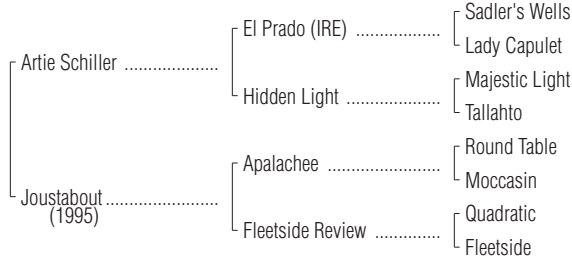 Sadler's Wells
El Prado (IRE) ...................
Lady Capulet
Artie Schiller .....................
Majestic Light
Hidden Light .....................
Tallahto
Round Table
Apalachee .........................
Moccasin
Joustabout .........................
(1995)
Quadratic
Fleetside Review ...............
Fleetside